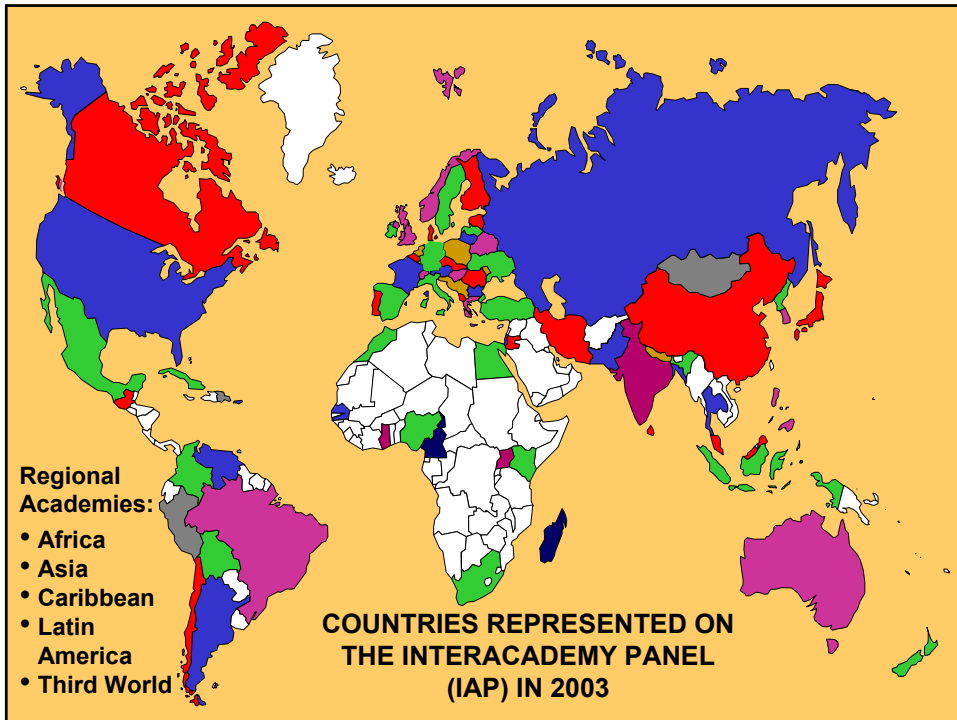 Regional
Academies:
• Africa
• Asia
• Caribbean
• Latin
America
• Third World
COUNTRIES REPRESENTED ON
THE INTERACADEMY PANEL
(IAP) IN 2003